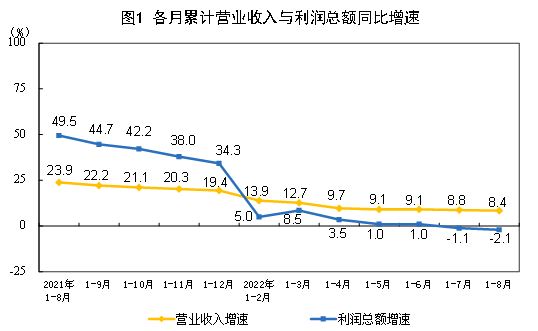 图1 各月累计营业收入与利润总额同比增速
(%)
100
75
50
25
0
-25
49.5 44.7 42.2 38.0 34.3 5.0 8.5 3.5 1.0 1.0 -1.1 -2.1
23.9 22.2 21.1 20.3 19.4 13.9 12.7 9.7 9.1 9.1 8.8 8.4
2021年 1-9月 1-10月 1-11月 1-12月 2022年 1-3月 1-4月 1-5月 1-6月 1-7月 1-8月
1-8月 1-2月
营业收入增速 利润总额增速